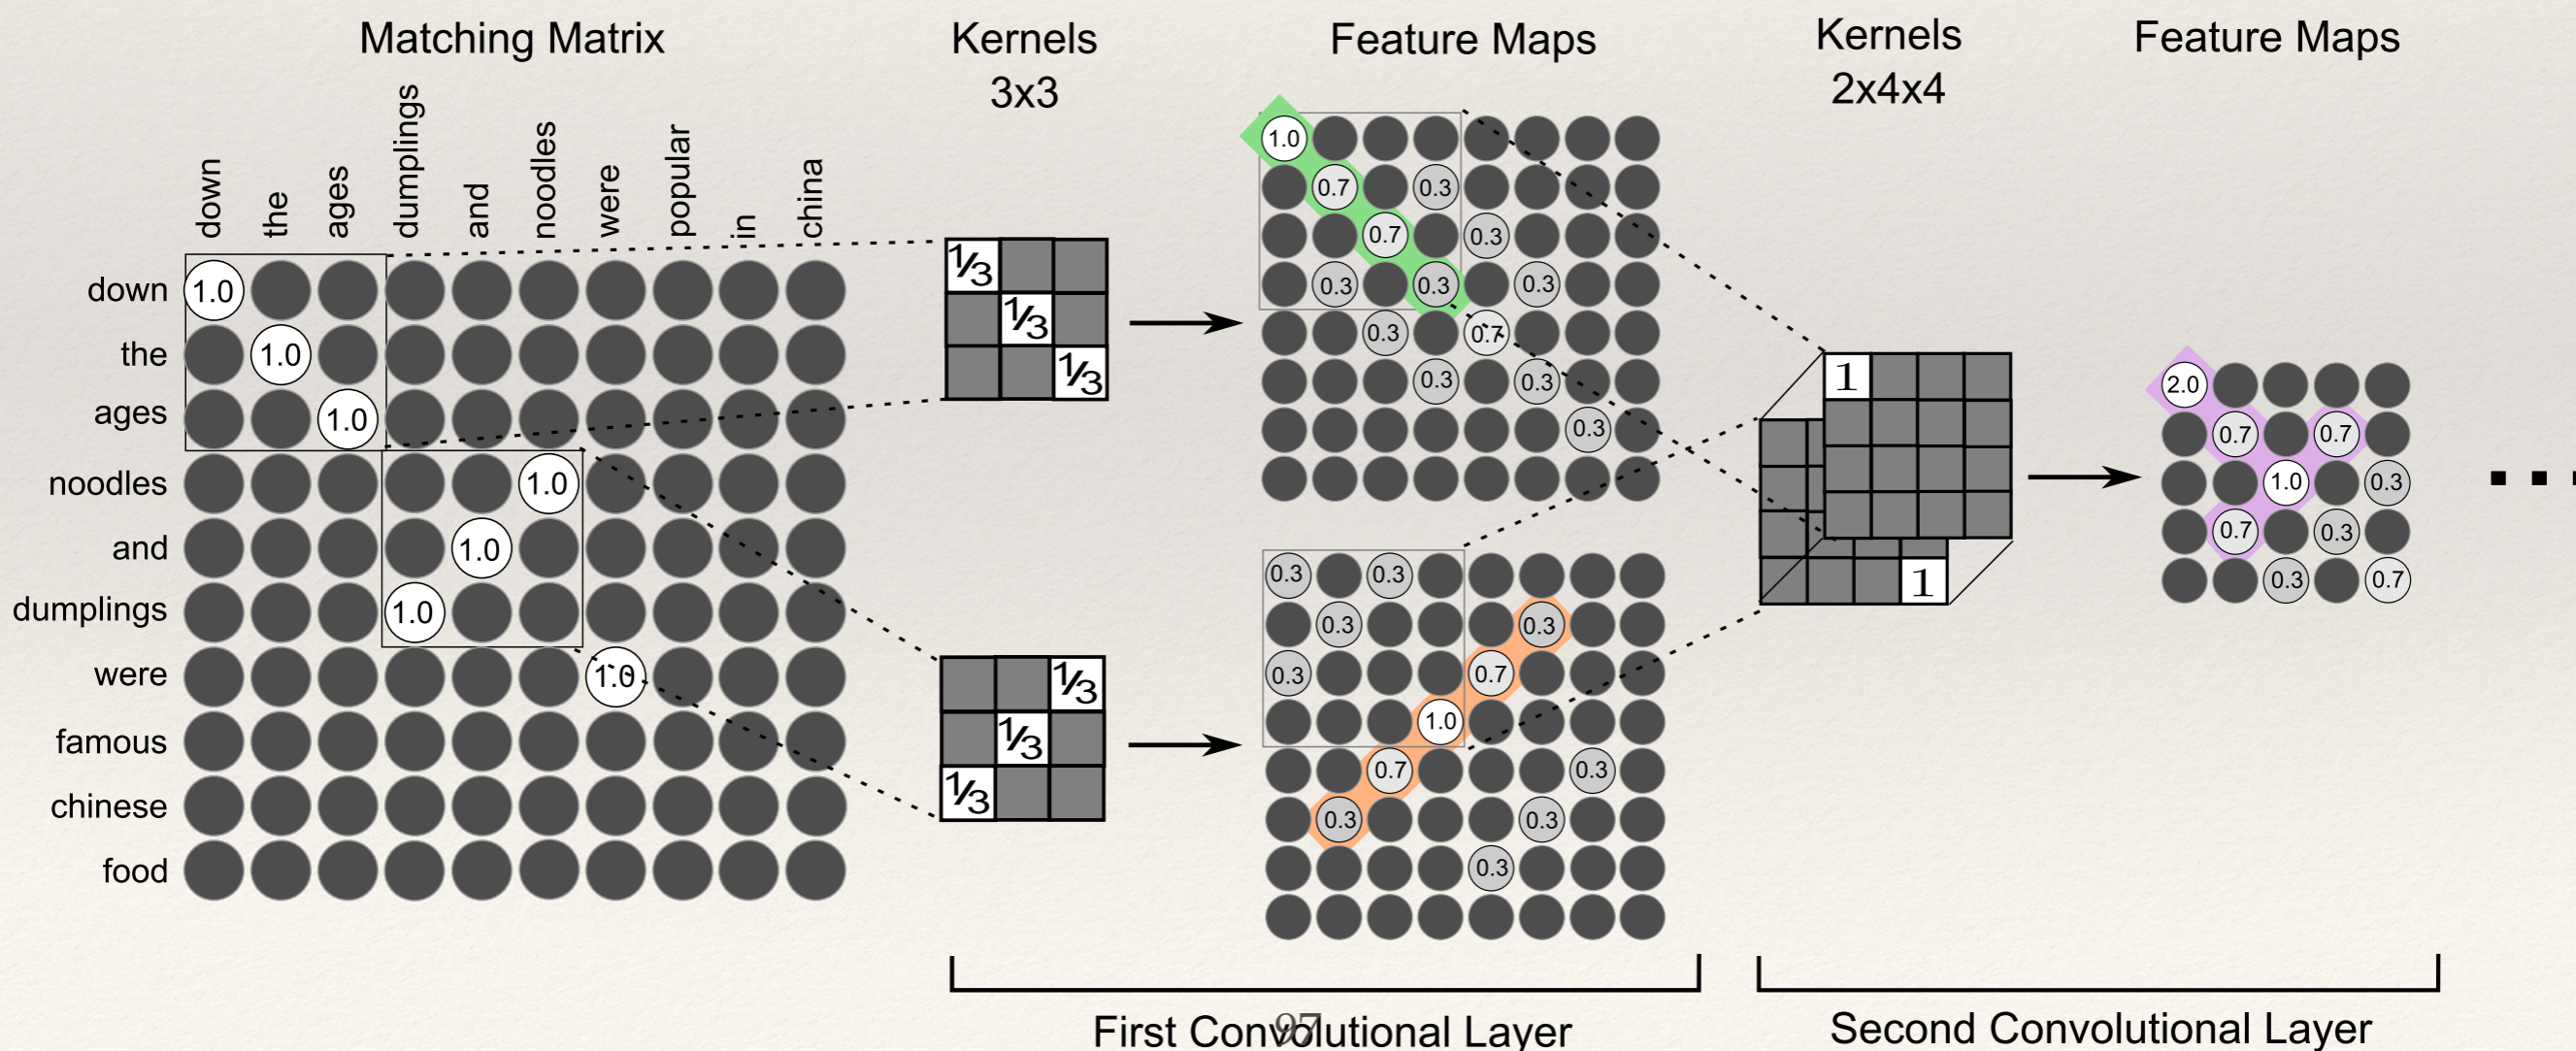 Matching Matrix
Kernels
3x3
Feature Maps
Kernels
2x4x4
Feature Maps
down
the
ages
dumplings
and
noodles
were
popular
in
china
down
the
ages
noodles
and
dumplings
were
famous
chinese
food
1.0
1.0
1.0
1.0
1.0
1.0
1.0
⅓
⅓
⅓
⅓
⅓
⅓
1.0
0.7 0.3
0.7 0.3
0.3 0.3 0.3
0.3 0.7
0.3 0.3
0.3
0.3 0.3
0.3 0.3
0.3 0.7
1.0
0.7 0.3
0.3 0.3
0.3
1
1
2.0
0.7 0.7
1.0 0.3
0.7 0.3
0.3 0.7
...
First Convolutional Layer
97
Second Convolutional Layer